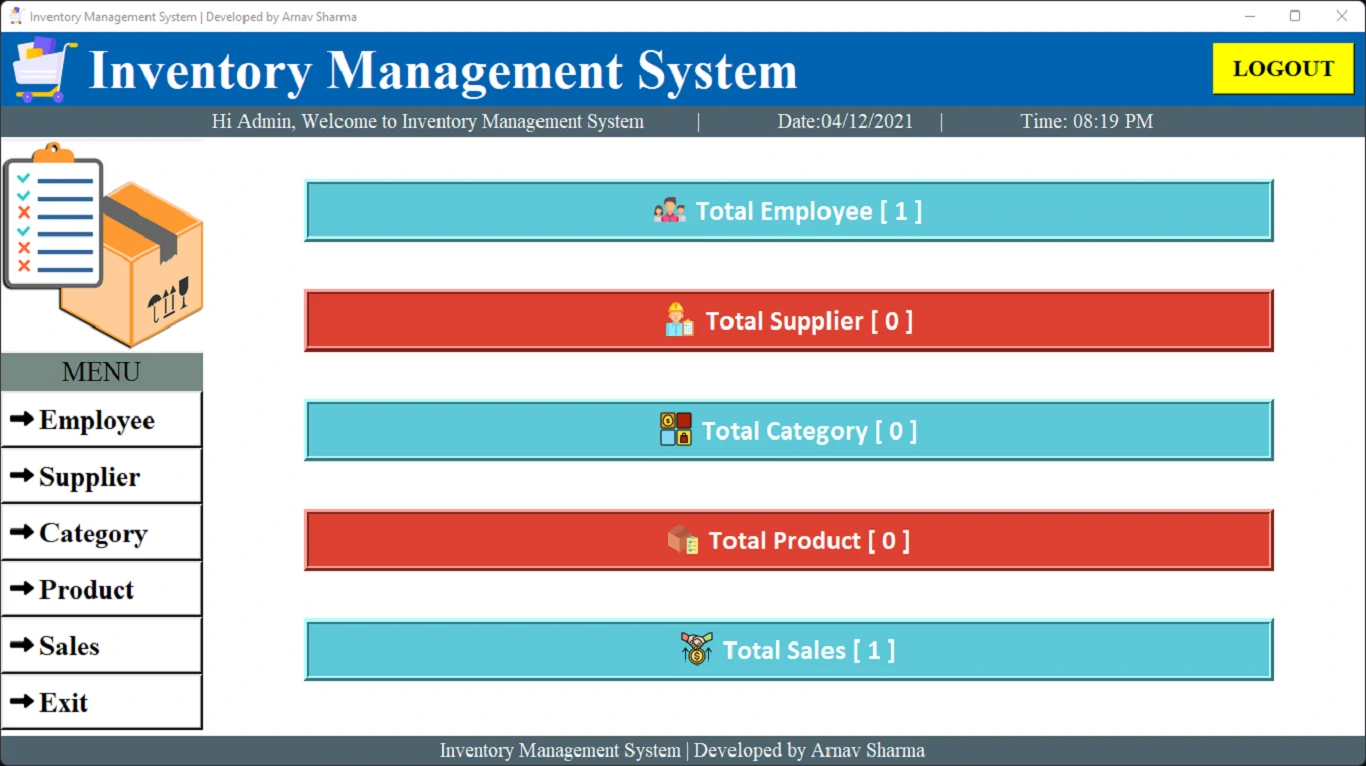 Inventory Management System | Developed by Arnav Sharma
Inventory Management System
LOGOUT
Hi Admin, Welcome to Inventory Management System | Date:04/12/2021 | Time: 08:19 PM
Total Employee [ 1 ]
Total Supplier [ 0 ]
Total Category [ 0 ]
Total Product [ 0 ]
Total Sales [ 1 ]
MENU
Employee
Supplier
Category
Product
Sales
Exit
Inventory Management System | Developed by Arnav Sharma